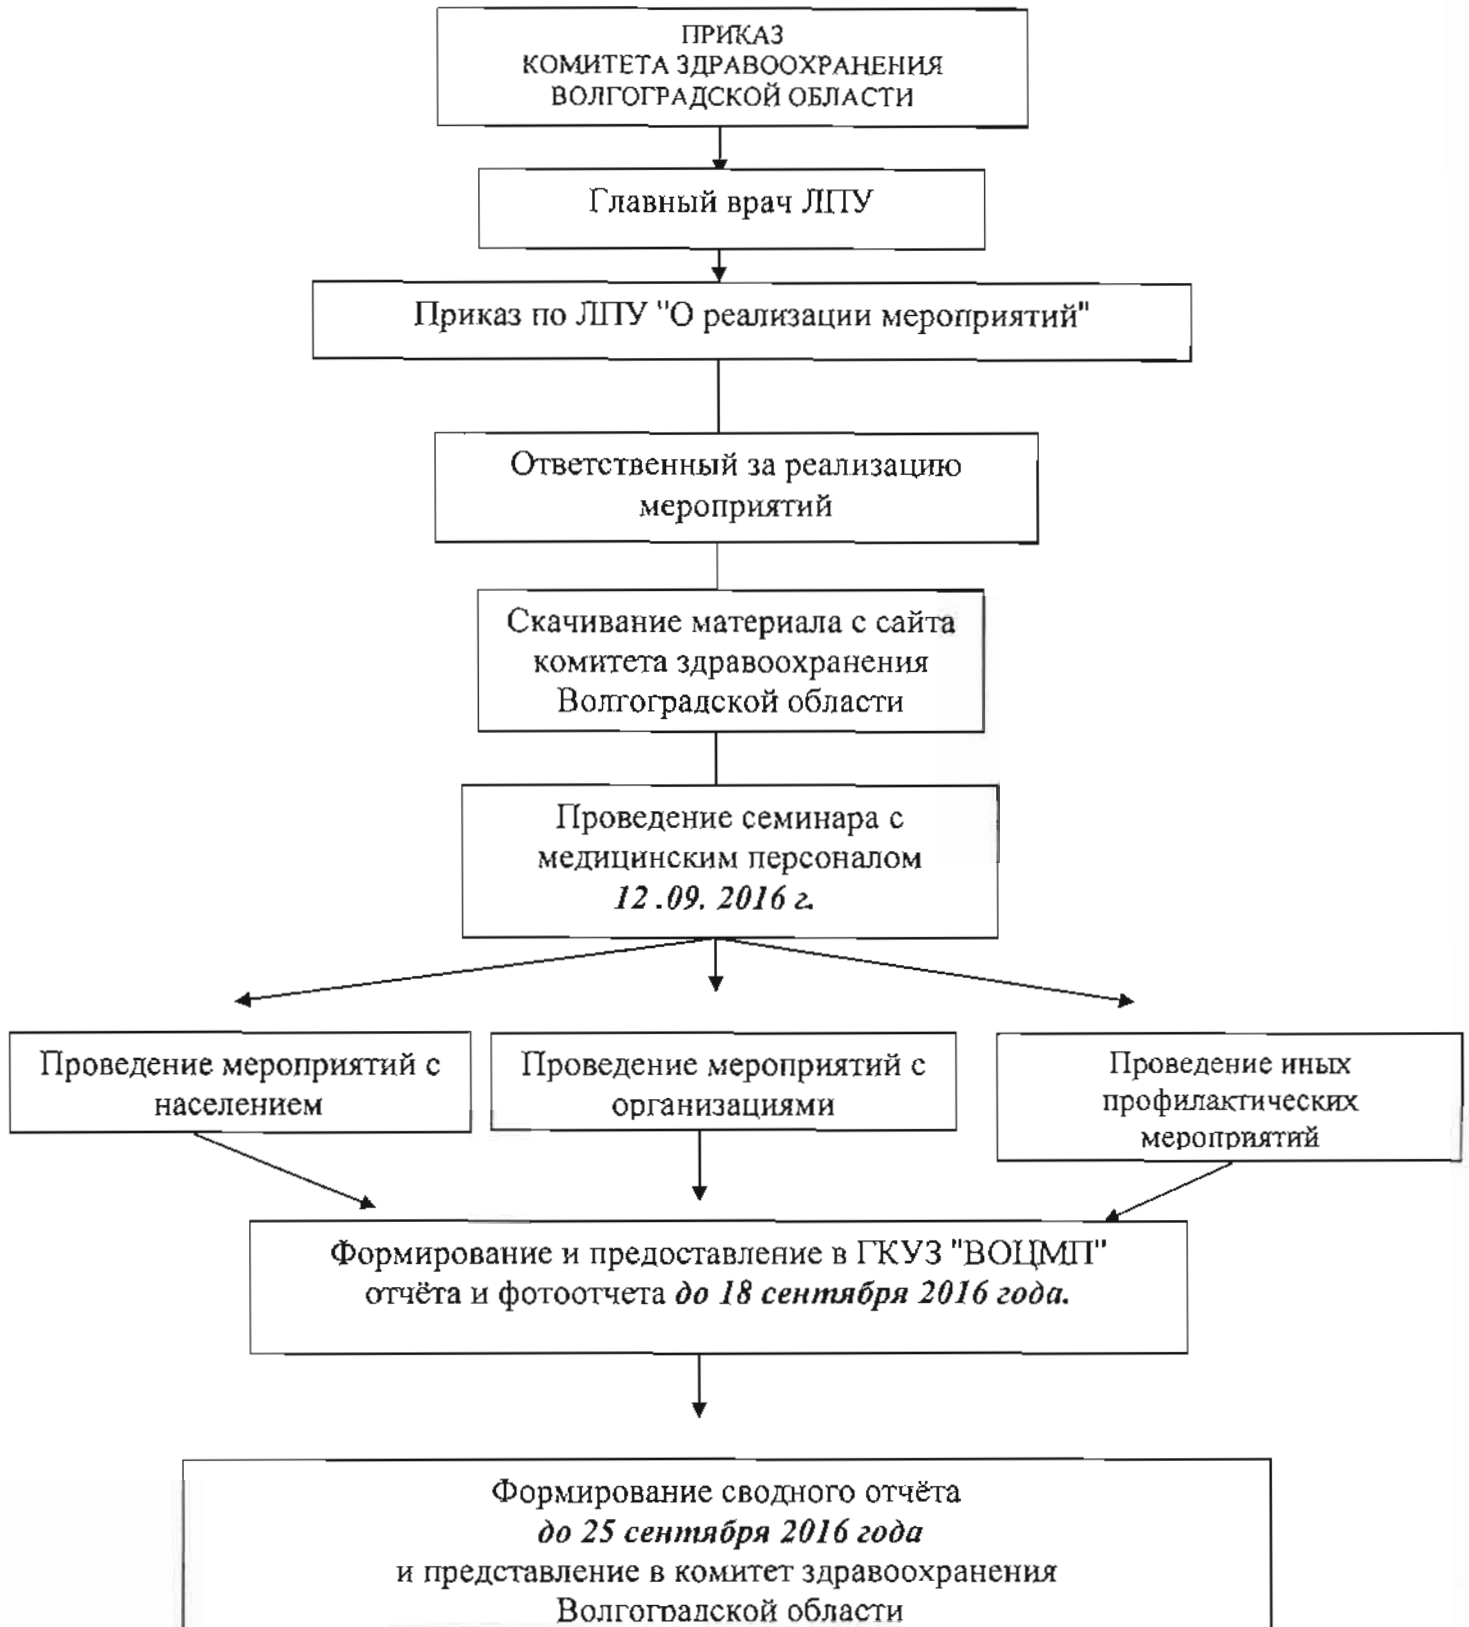 ПРИКАЗ
КОМИТЕТА ЗДРАВООХРАНЕНИЯ
ВОЛГОГРАДСКОЙ ОБЛАСТИ
Главный врач ЛПУ
Приказ по ЛПУ "О реализации мероприятий"
Ответственный за реализацию
мероприятий
Скачивание материала с сайта
комитета здравоохранения
Волгоградской области
Проведение семинара с
медицинским персоналом
12 .09. 2016 г.
Проведение мероприятий с
населением
Проведение мероприятий с
организациями
Проведение иных
профилактических
мероприятий
Формирование и предоставление в ГКУЗ "ВОЦМП"
отчёта и фотоотчета до 18 сентября 2016 года.
Формирование сводного отчёта
до 25 сентября 2016 года
и представление в комитет здравоохранения
Волгоградской области